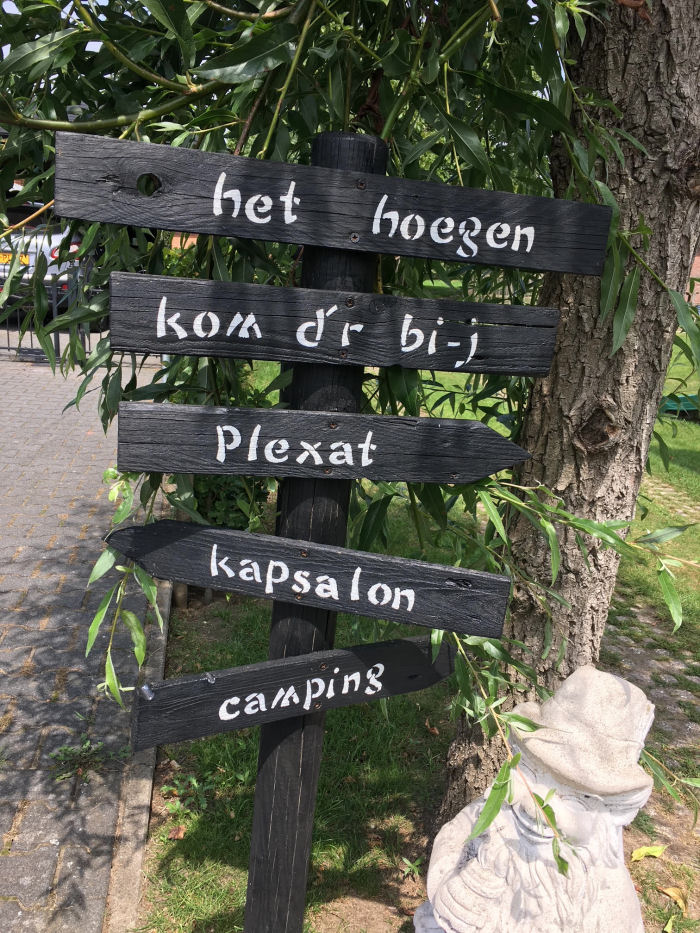 het hoegen
kom d'r bi-j
Plexat
kapsalon
camping